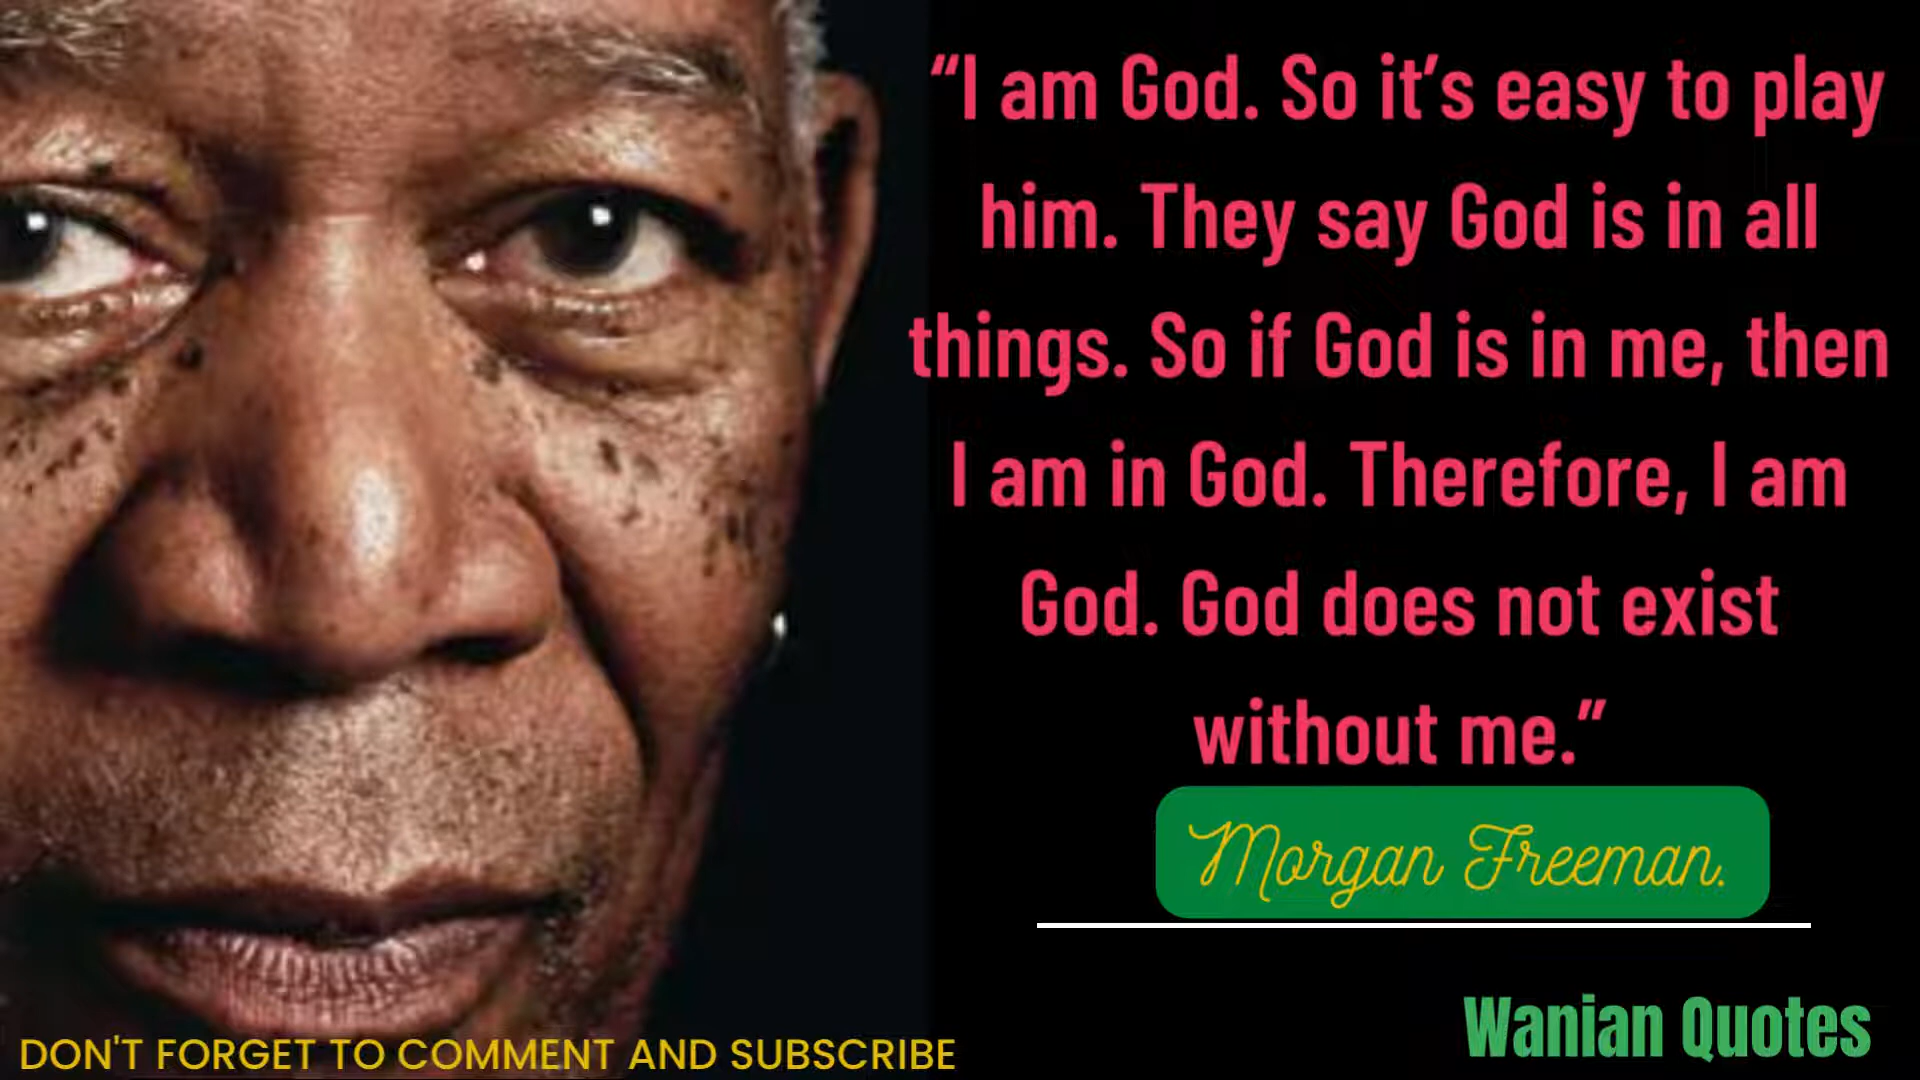 “I am God. So it’s easy to play
him. They say God is in all
things. So if God is in me, then
I am in God. Therefore, I am
God. God does not exist
without me.”
Morgan Freeman.
Wanian Quotes
DON'T FORGET TO COMMENT AND SUBSCRIBE